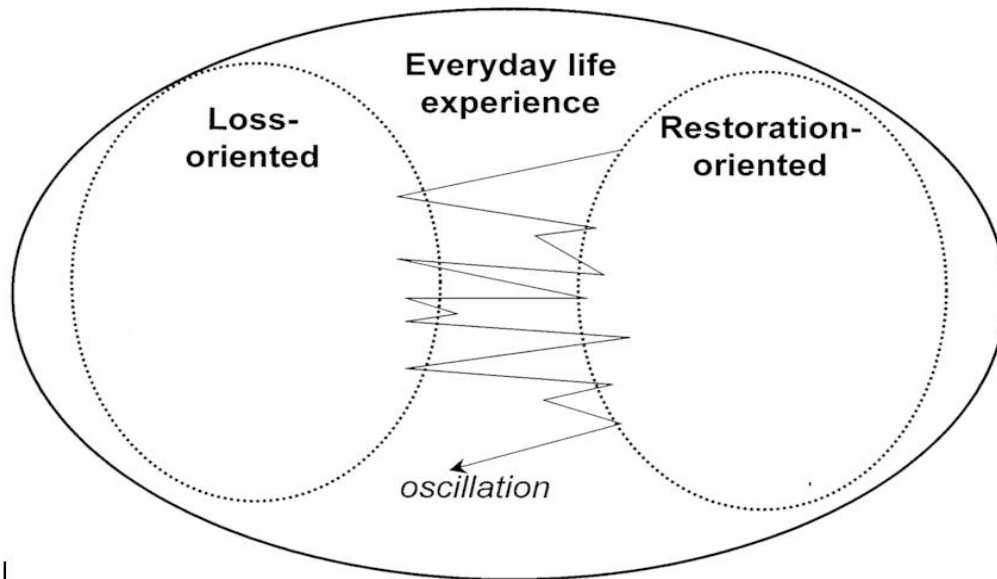 Everyday life
experience
Loss-
oriented
Restoration-
oriented
oscillation